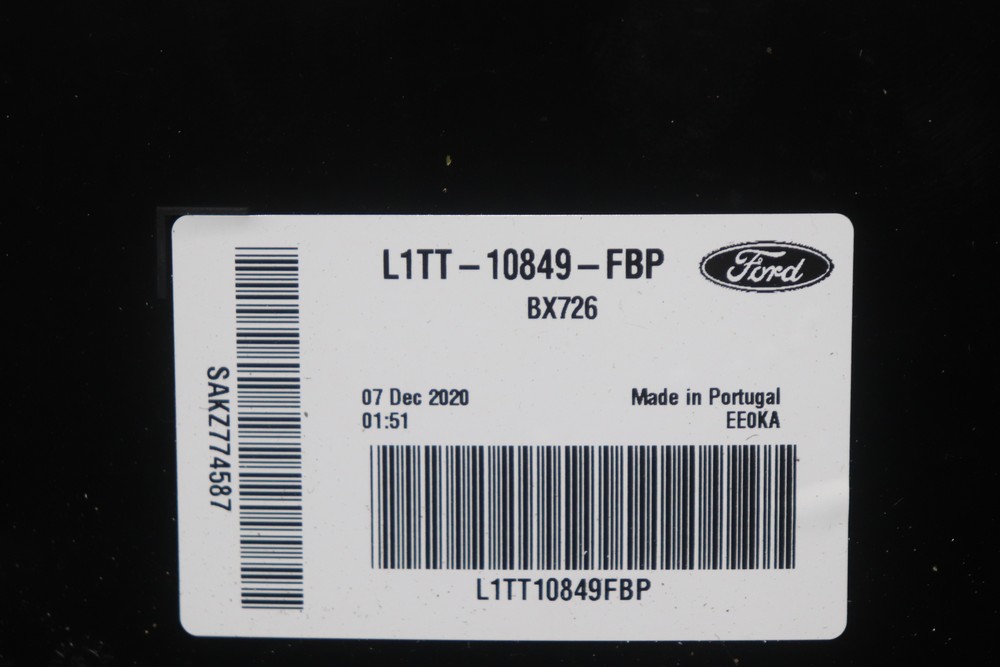 L1TT-10849-FBP
Ford
BX726
07 Dec 2020
Made in Portugal
01:51
EE0KA
SAKZ774587
L1TT10849FBP